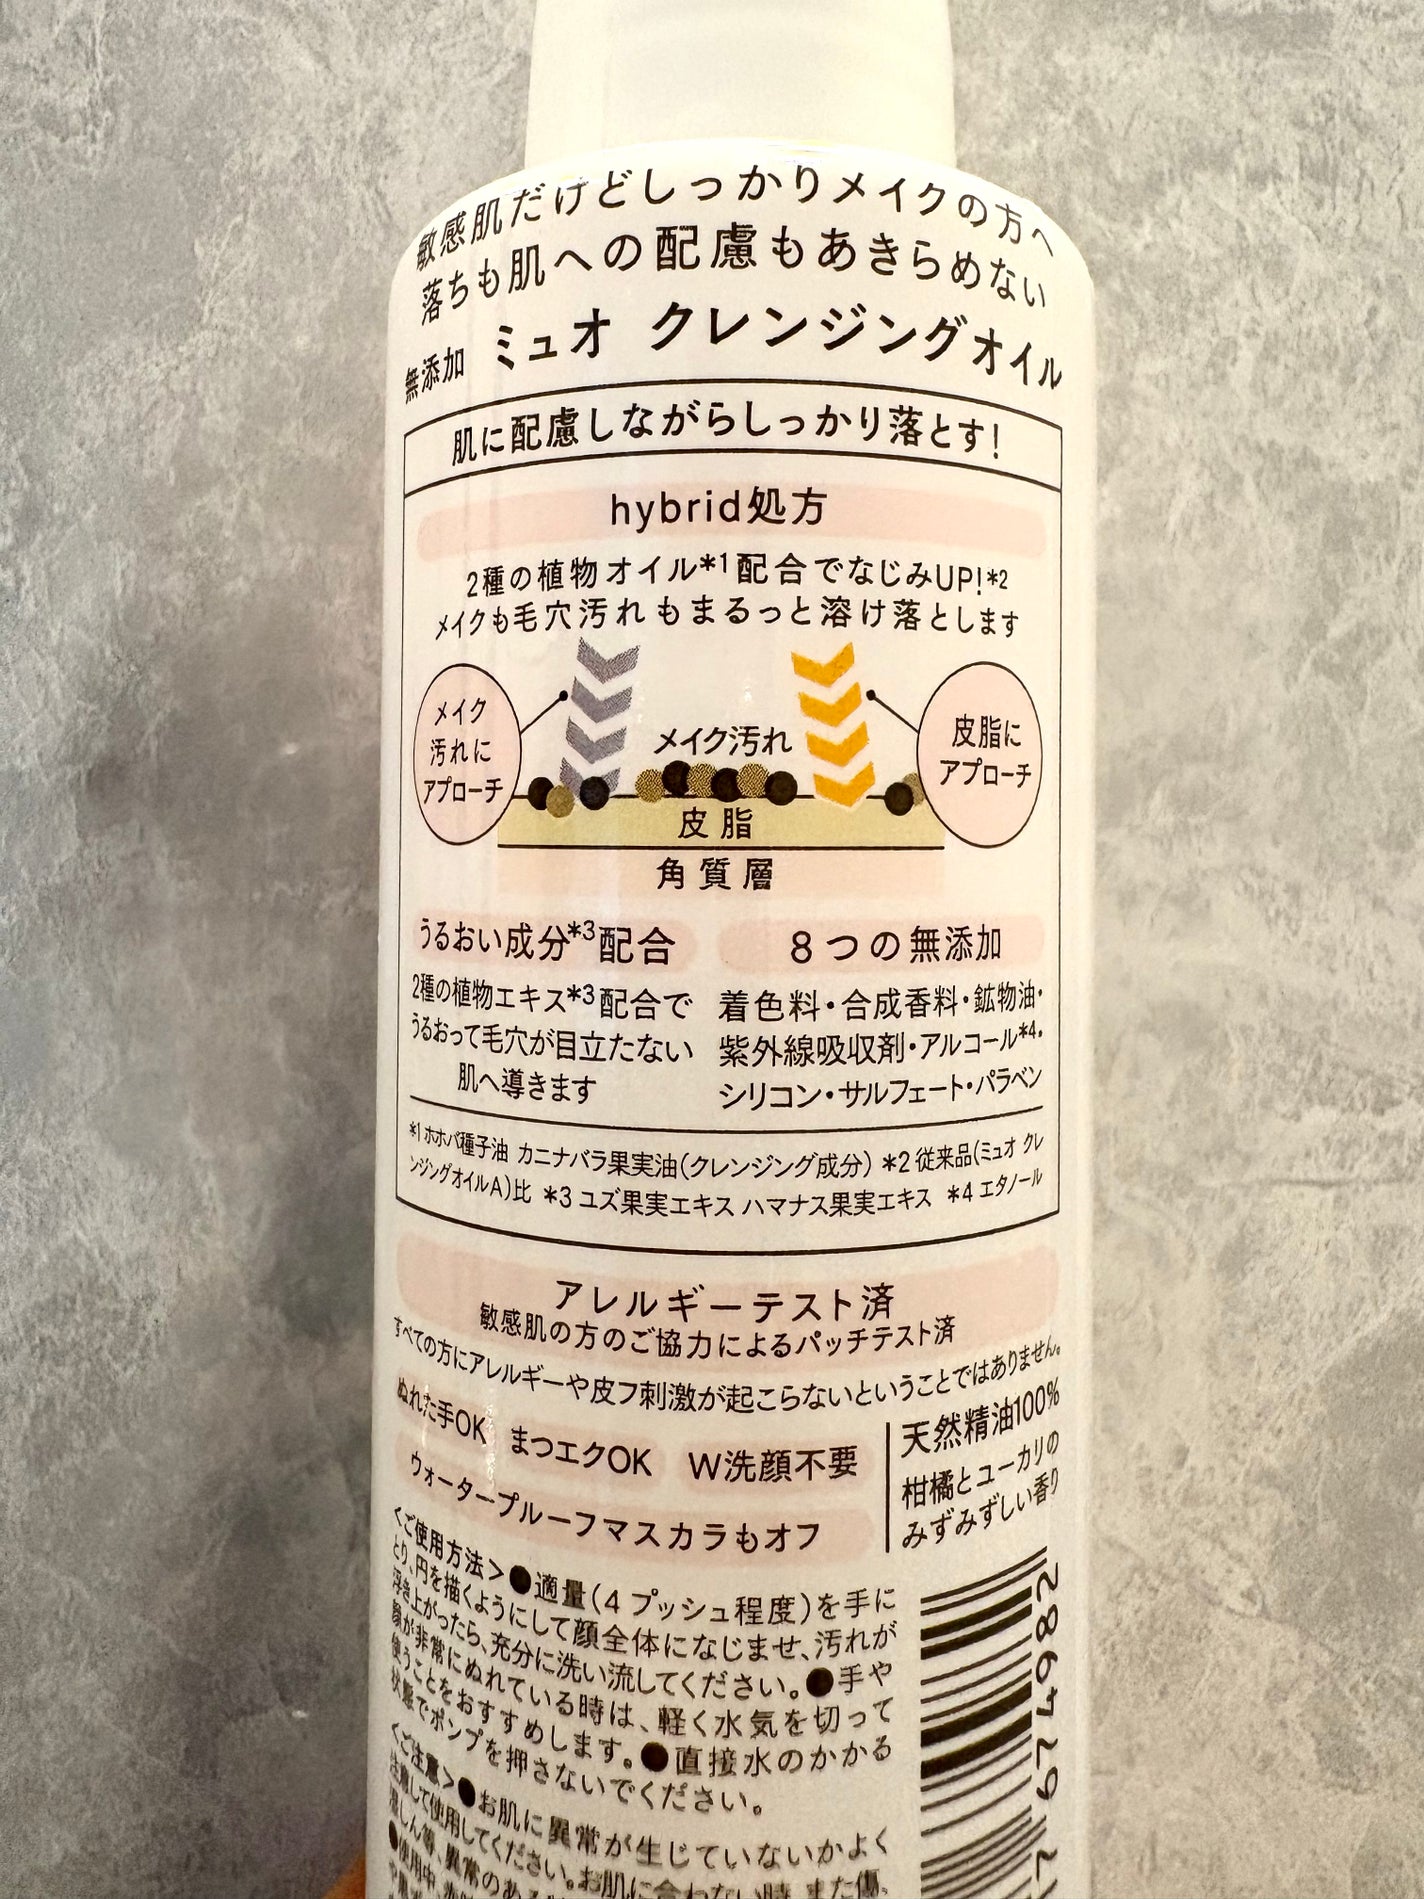 敏感肌だけどしっかりメイクの方へ
落ちも肌への配慮もあきらめない
無添加 ミュオ クレンジングオイル
肌に配慮しながらしっかり落とす!
hybrid処方
2種の植物オイル*1配合でなじみUP!*2
メイクも毛穴汚れもまるっと溶け落とします
メイク
汚れに
アプローチ
メイク汚れ
皮脂に
アプローチ
皮脂
角質層
うるおい成分*3配合
2種の植物エキス*3配合で
うるおって毛穴が目立たない
肌へ導きます
8つの無添加
着色料・合成香料・鉱物油・
紫外線吸収剤・アルコール*4・
シリコン・サルフェート・パラベン
*1 ホホバ種子油 カニナバラ果実油(クレンジング成分) *2 従来品(ミュオ クレ
ンジングオイルA)比 *3 ユズ果実エキス ハマナス果実エキス *4 エタノール
アレルギーテスト済
敏感肌の方のご協力によるパッチテスト済
すべての方にアレルギーや皮フ刺激が起こらないということではありません。
ぬれた手OK まつエクOK W洗顔不要
ウォータープルーフマスカラもオフ
天然精油100%
柑橘とユーカリの
みずみずしい香り
<ご使用方法>●適量(4プッシュ程度)を手に
とり、円を描くようにして顔全体になじませ、汚れが
浮き上がったら、充分に洗い流してください。●手や
顔が非常にぬれている時は、軽く水気を切って
使うことをおすすめします。●直接水のかかる
状態でポンプを押さないでください。
<ご注意>●お肌に異常が生じていないかよく
注意して使用してください。お肌に合わない時、また傷、
湿しん等、異常のある
●使用中、